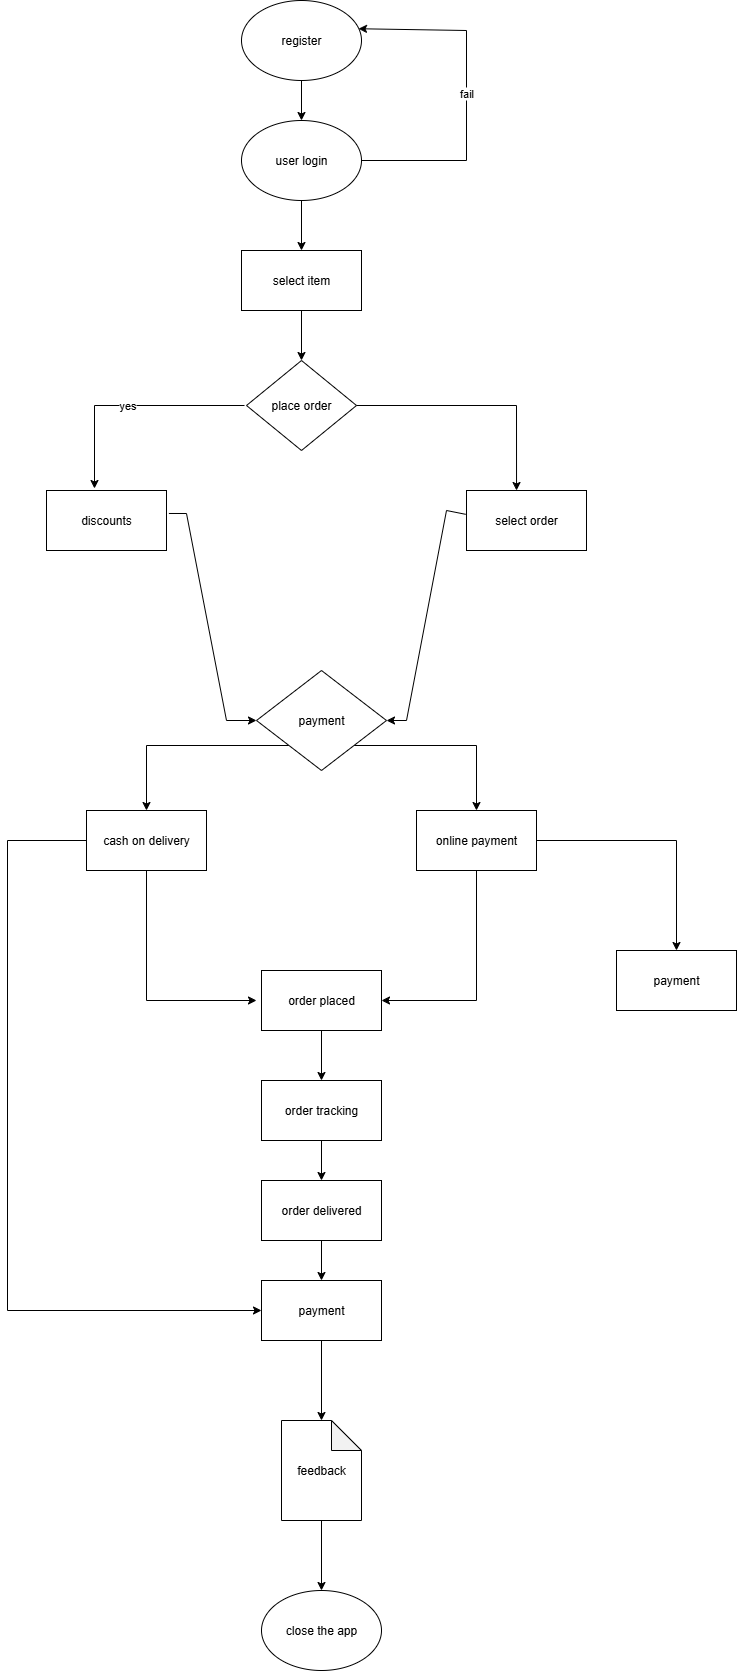 register
fail
user login
select item
place order
yes
discounts
select order
payment
cash on delivery
online payment
payment
order placed
order tracking
order delivered
payment
feedback
close the app